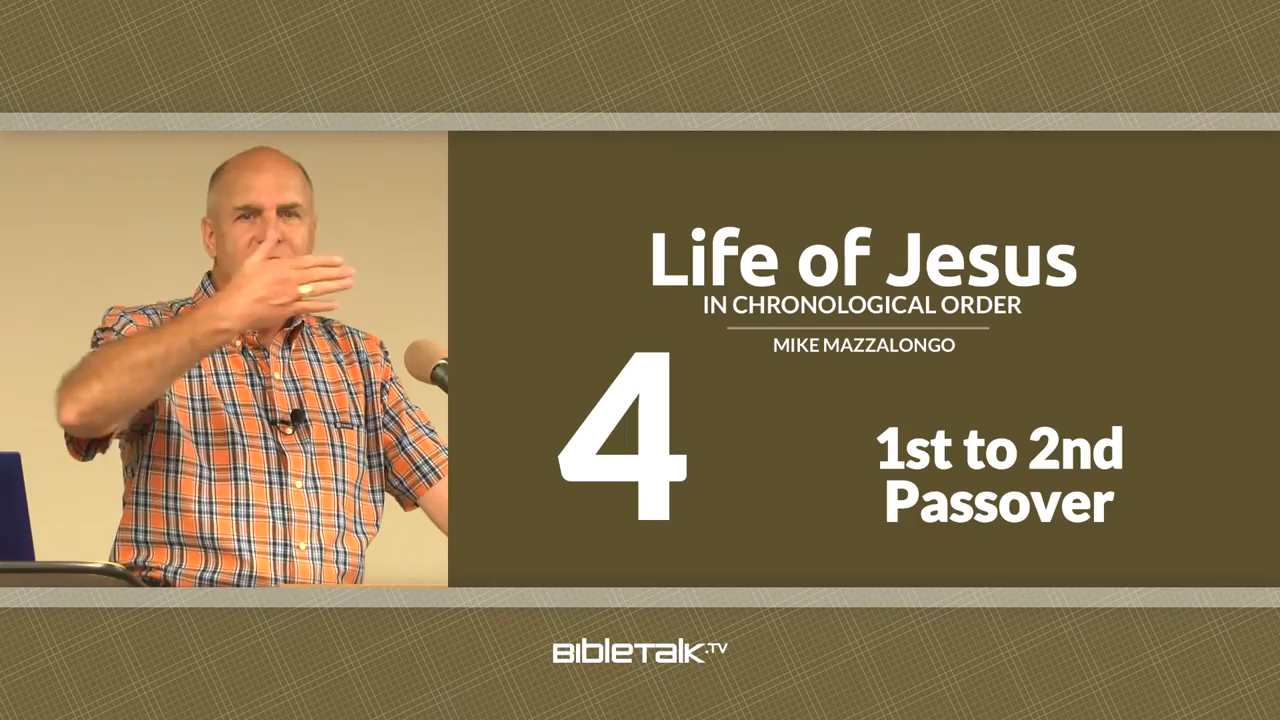 Life of Jesus
IN CHRONOLOGICAL ORDER
MIKE MAZZALONGO
4
1st to 2nd
Passover
BIBLETALK.TV